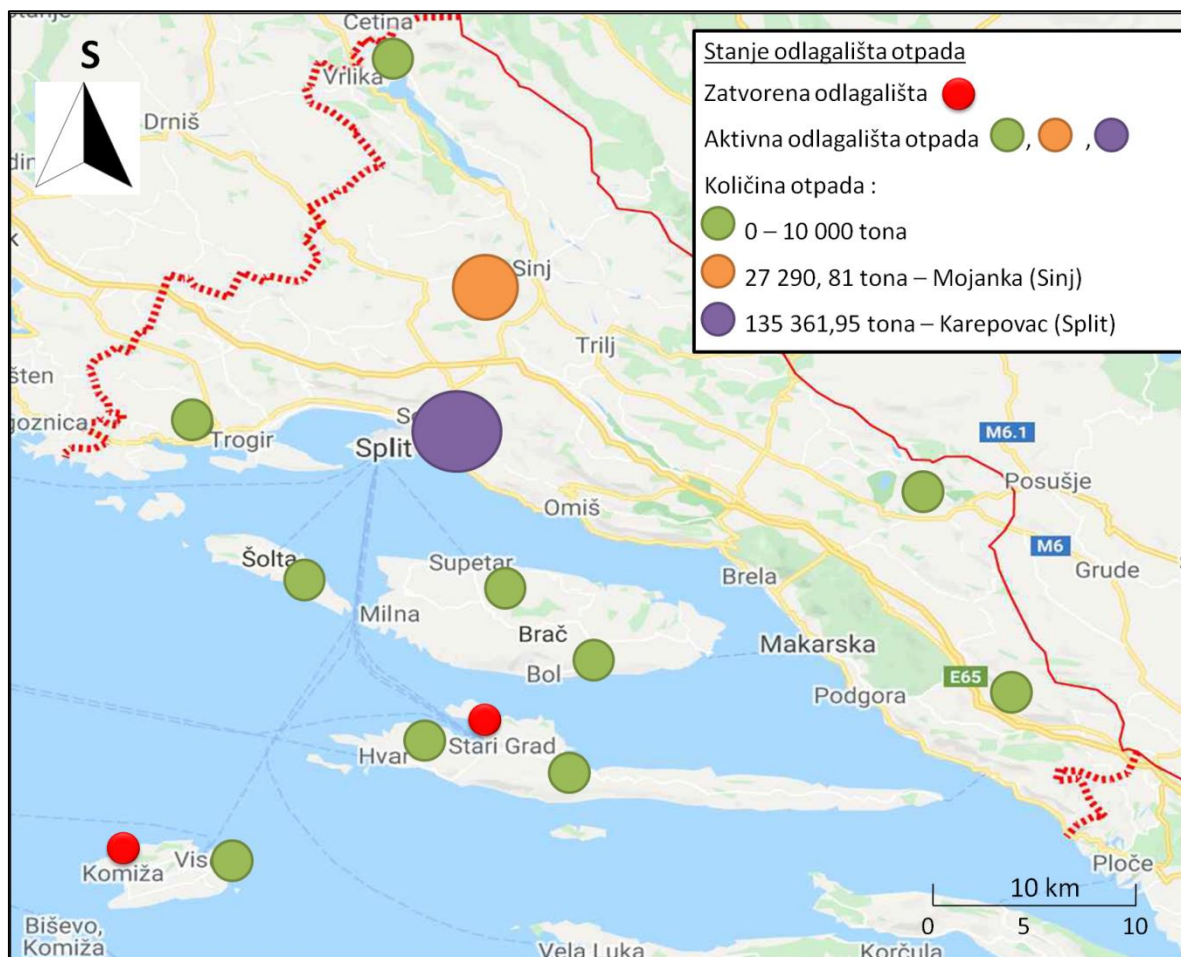 Cetina
S
Vrlika
Drniš
Sinj
Trilj
Trogir
Split
Omiš
Posušje
M6.1
M6
Grude
Šolta
Supetar
Brela
Milna
Brač
Makarska
Bol
E65
Podgora
Stari Grad
Hvar
Komiža
Vis
Ploče
Biševo,
Komiža
Vela Luka
Korčula
10 km
0 5 10
Stanje odlagališta otpada
Zatvorena odlagališta
Aktivna odlagališta otpada , ,
Količina otpada :
0 – 10 000 tona
27 290, 81 tona – Mojanka (Sinj)
135 361,95 tona – Karepovac (Split)